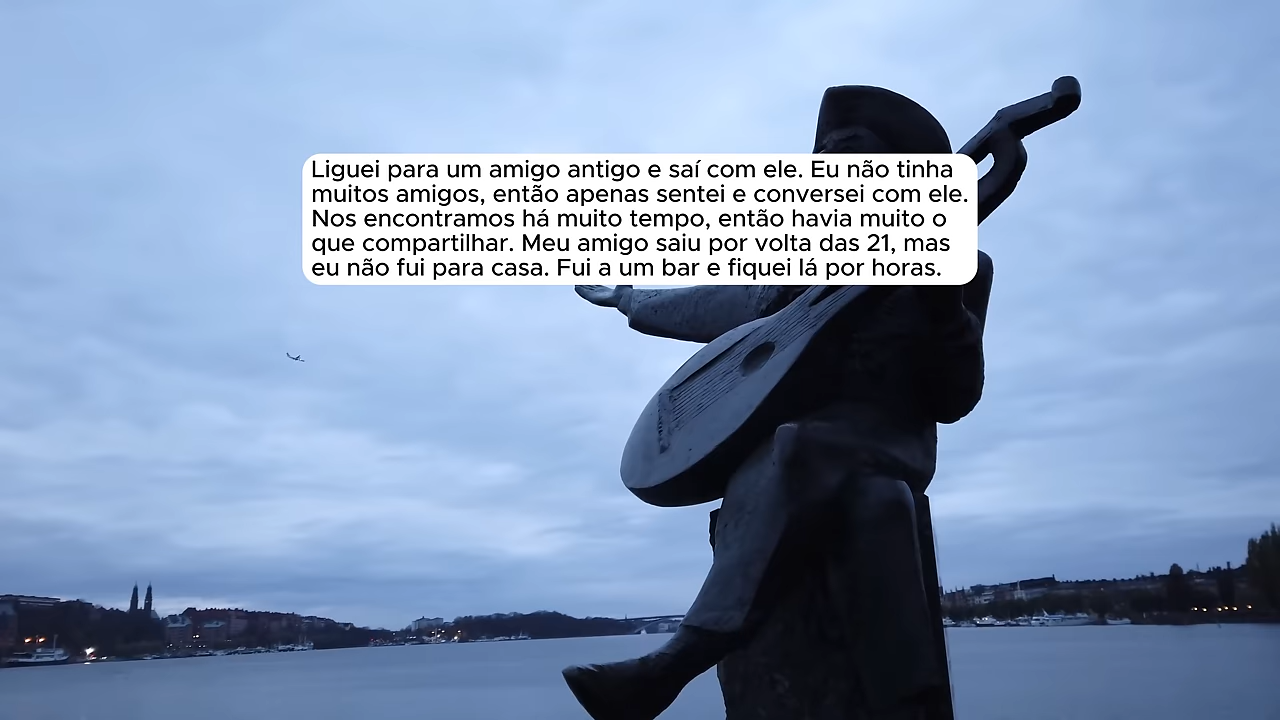 Liguei para um amigo antigo e saí com ele. Eu não tinha
muitos amigos, então apenas sentei e conversei com ele.
Nos encontramos há muito tempo, então havia muito o
que compartilhar. Meu amigo saiu por volta das 21, mas
eu não fui para casa. Fui a um bar e fiquei lá por horas.